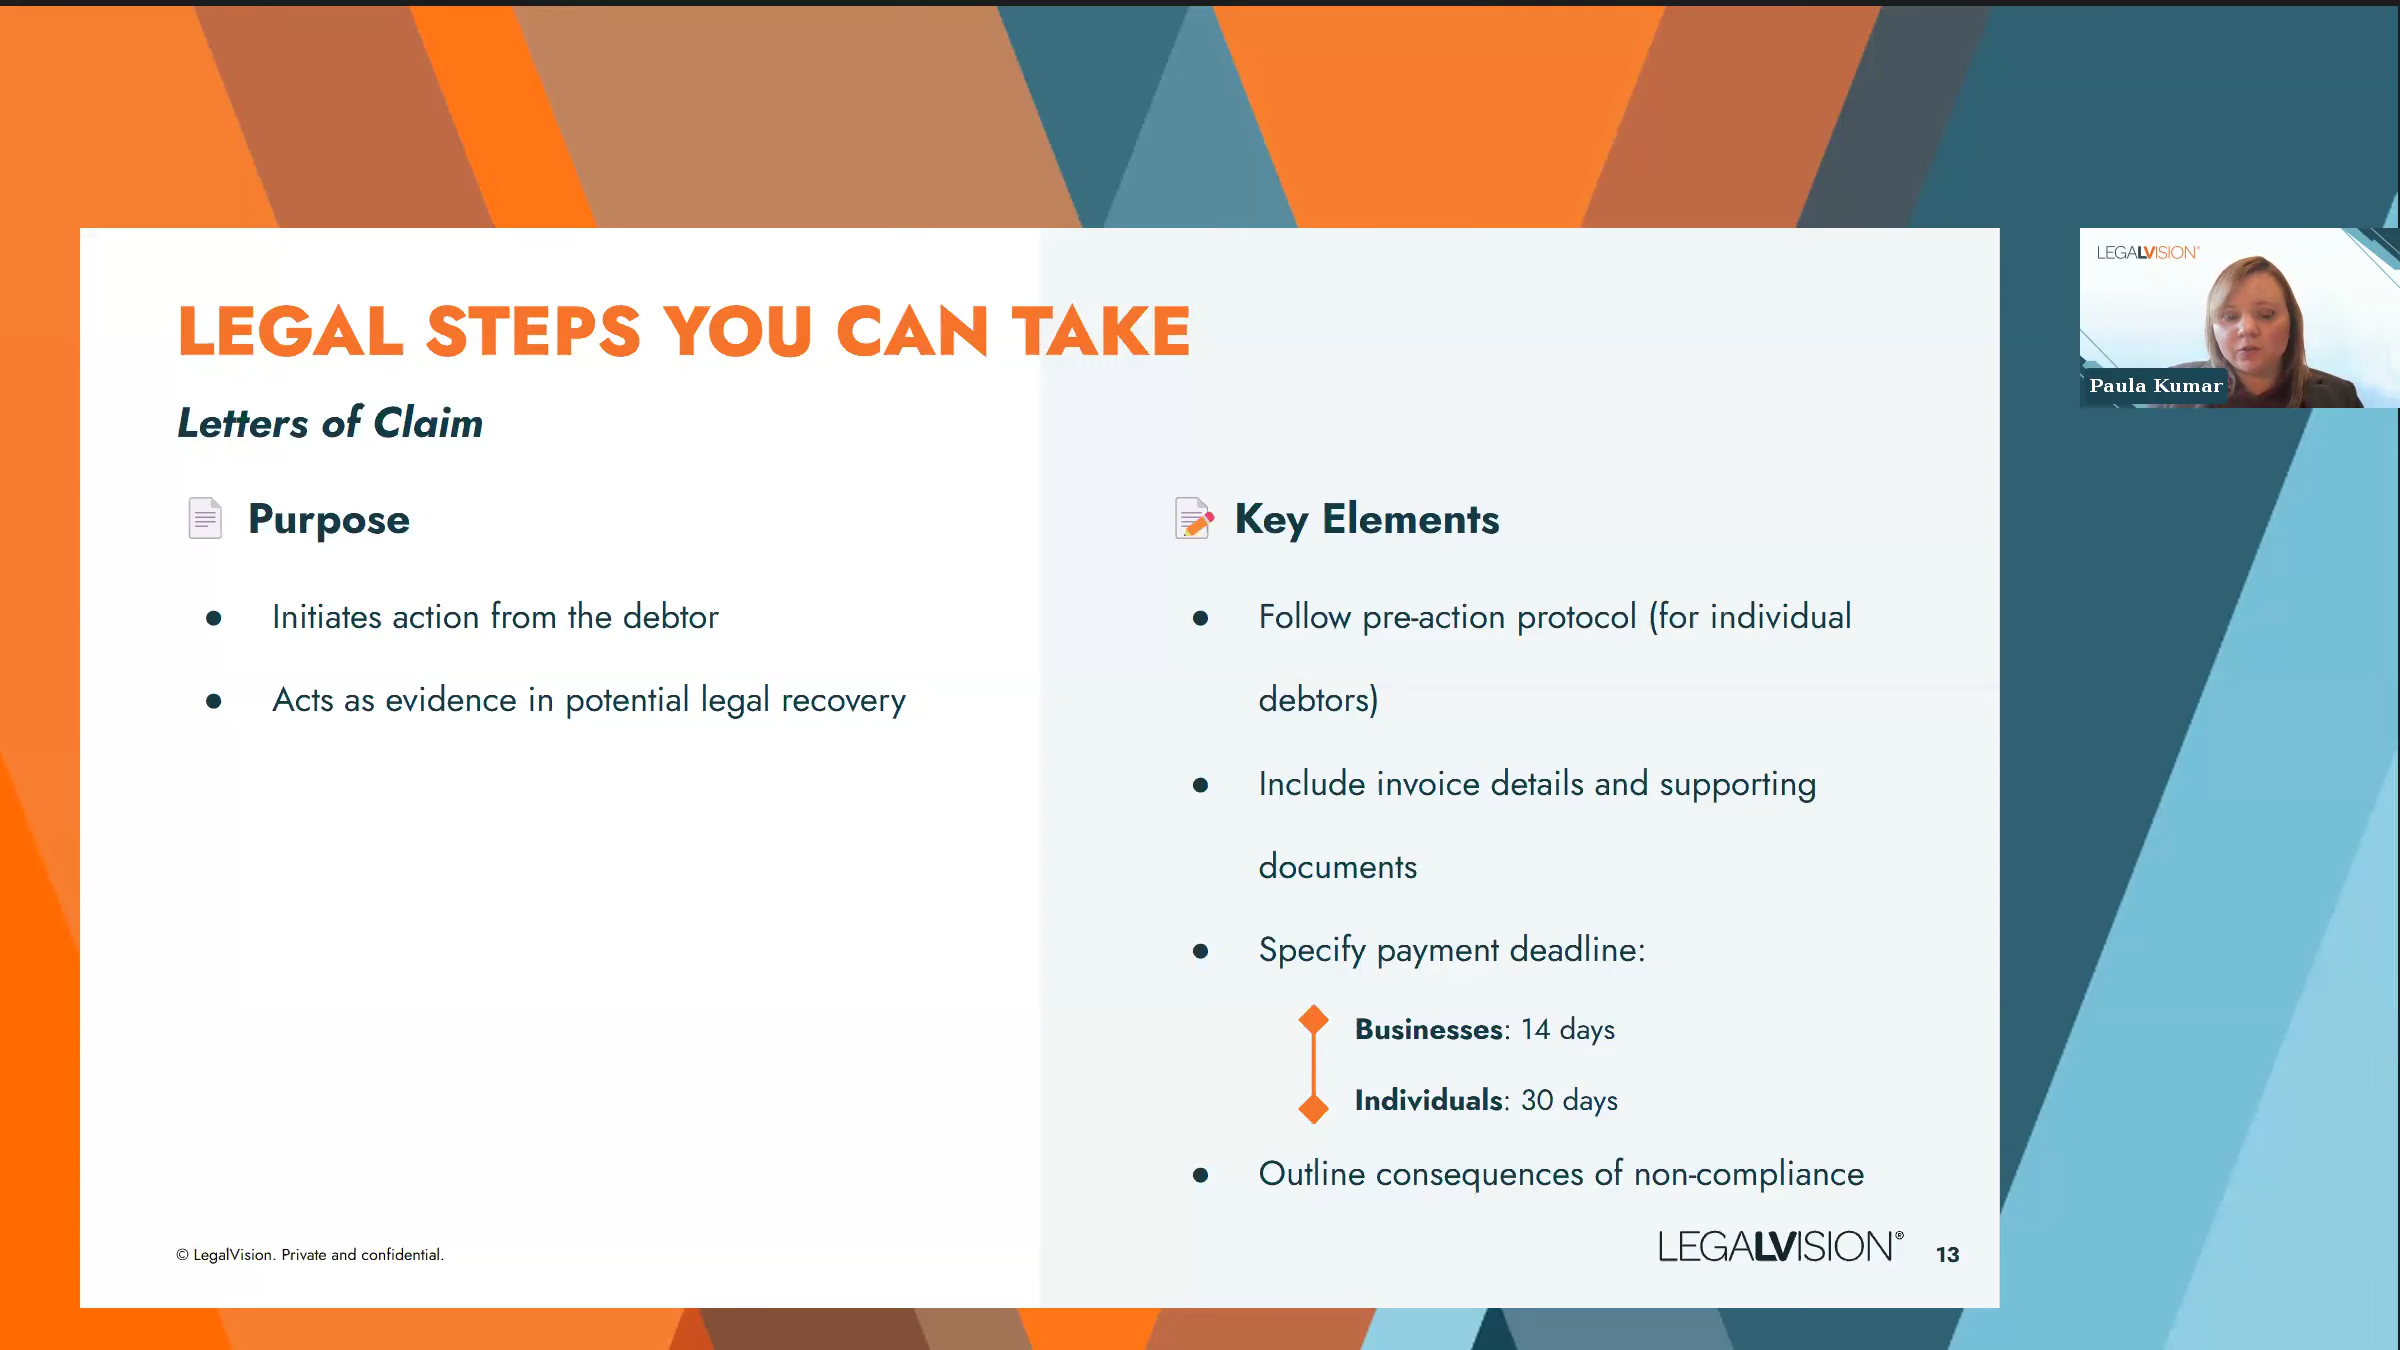 LEGAL STEPS YOU CAN TAKE
Letters of Claim
Purpose
● Initiates action from the debtor
● Acts as evidence in potential legal recovery
Key Elements
● Follow pre-action protocol (for individual
debtors)
● Include invoice details and supporting
documents
● Specify payment deadline:
Businesses: 14 days
Individuals: 30 days
● Outline consequences of non-compliance
© LegalVision. Private and confidential.
LEGALVISION®
13
LEGALVISION®
Paula Kumar